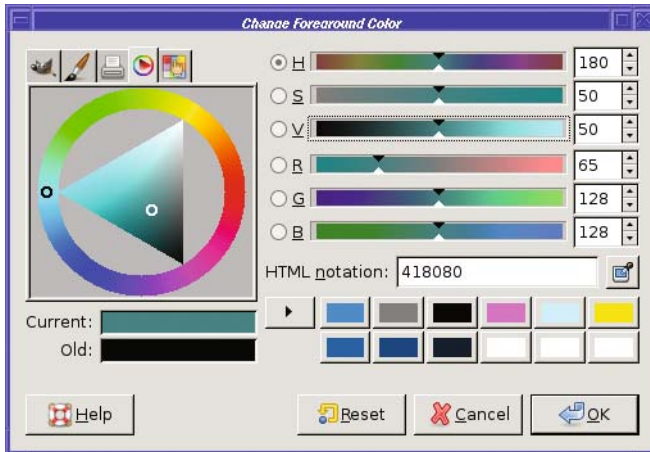 Change Foreground Color
H 180
S 50
V 50
R 65
G 128
B 128
HTML notation: 418080
Current:
Old:
Help
Reset
Cancel
OK